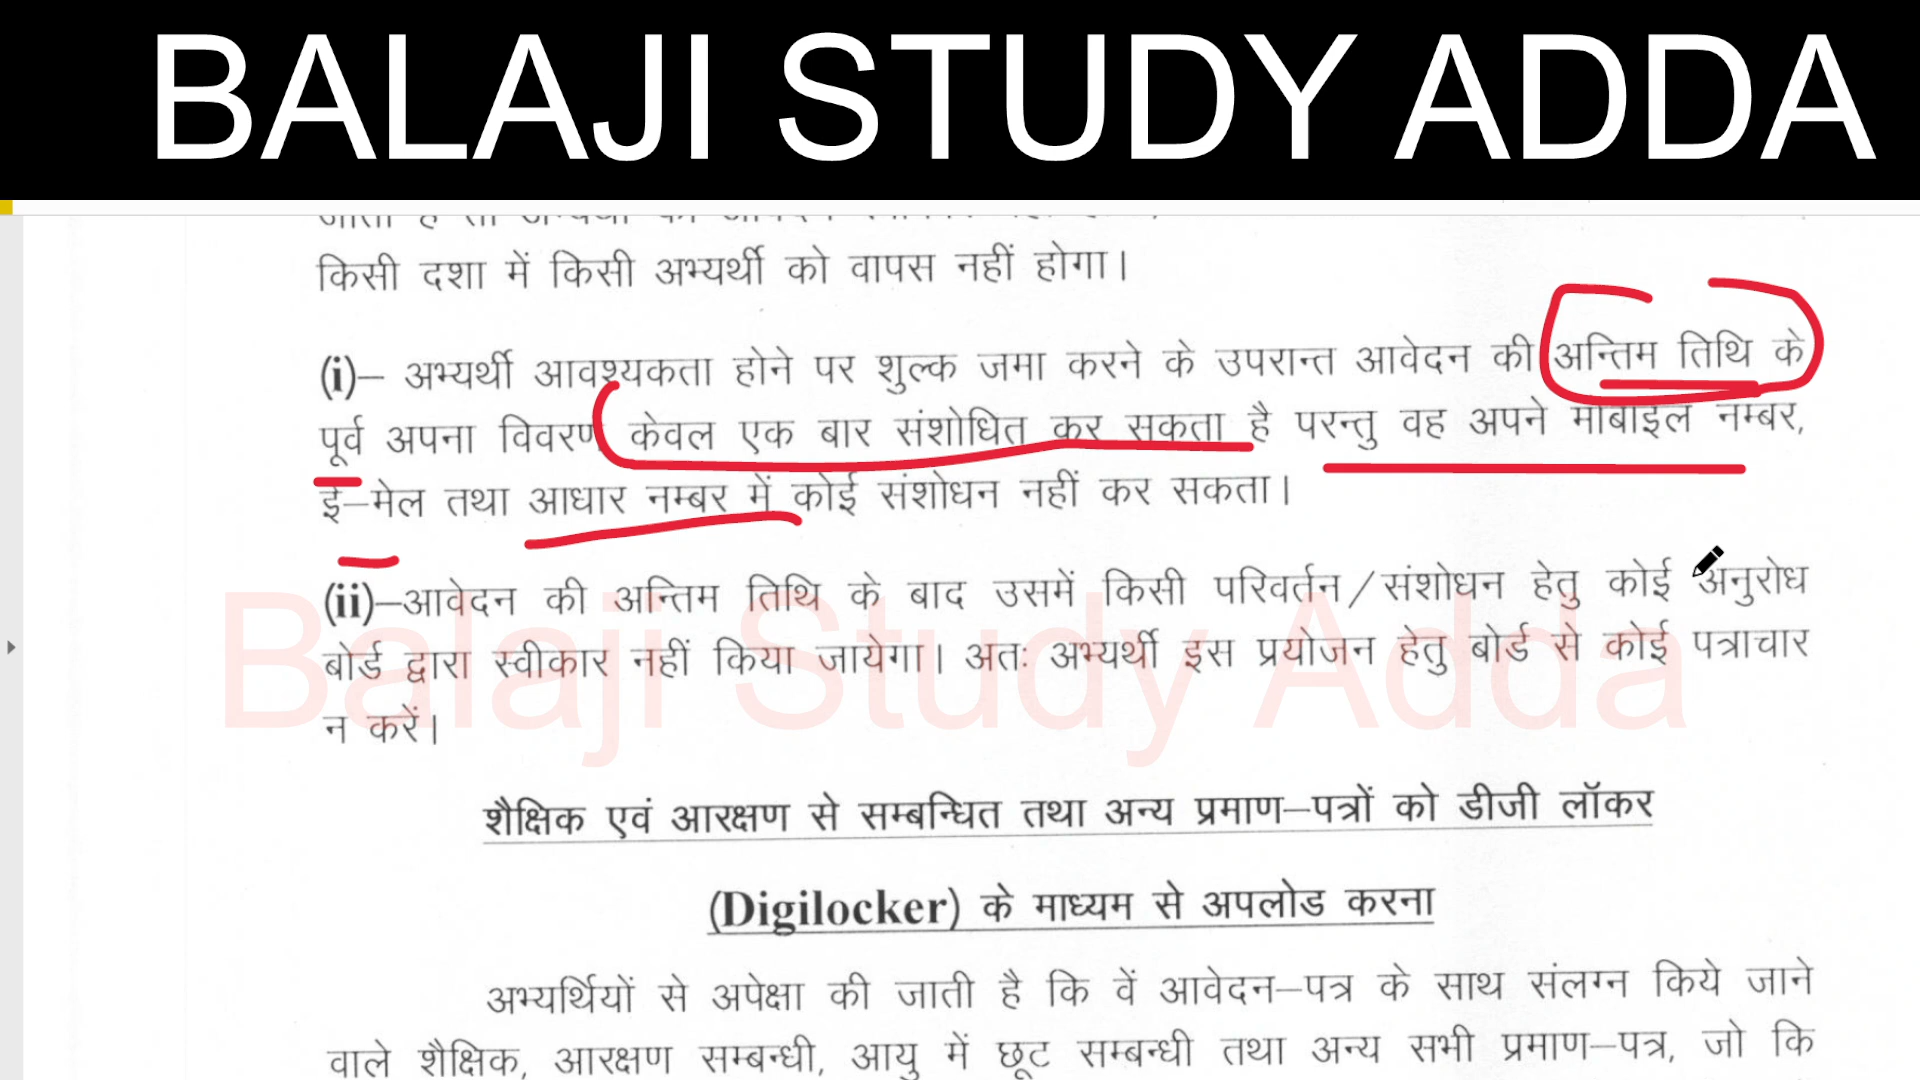 BALAJI STUDY ADDA
किसी दशा में किसी अभ्यर्थी को वापस नहीं होगा।
(i)– अभ्यर्थी आवश्यकता होने पर शुल्क जमा करने के उपरान्त आवेदन की अन्तिम तिथि के
पूर्व अपना विवरण केवल एक बार संशोधित कर सकता है परन्तु वह अपने मोबाइल नम्बर,
ई–मेल तथा आधार नम्बर में कोई संशोधन नहीं कर सकता।
(ii)–आवेदन की अन्तिम तिथि के बाद उसमें किसी परिवर्तन/संशोधन हेतु कोई अनुरोध
बोर्ड द्वारा स्वीकार नहीं किया जायेगा। अतः अभ्यर्थी इस प्रयोजन हेतु बोर्ड से कोई पत्राचार
न करें।
Balaji Study Adda
शैक्षिक एवं आरक्षण से सम्बन्धित तथा अन्य प्रमाण–पत्रों को डीजी लॉकर
(Digilocker) के माध्यम से अपलोड करना
अभ्यर्थियों से अपेक्षा की जाती है कि वें आवेदन–पत्र के साथ संलग्न किये जाने
वाले शैक्षिक, आरक्षण सम्बन्धी, आयु में छूट सम्बन्धी तथा अन्य सभी प्रमाण–पत्र, जो कि